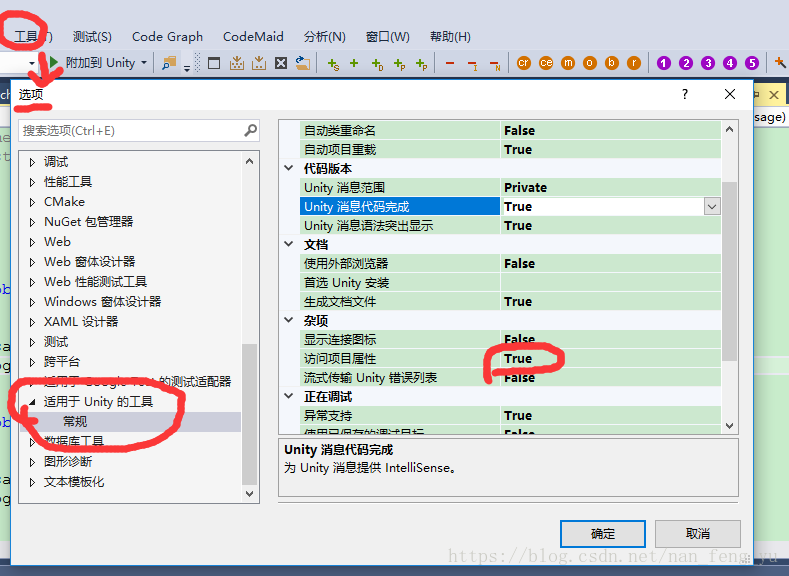 工具(T) 测试(S) Code Graph CodeMaid 分析(N) 窗口(W) 帮助(H)
附加到 Unity
选项
搜索选项(Ctrl+E)
调试
性能工具
CMake
NuGet 包管理器
Web
Web 窗体设计器
Web 性能测试工具
Windows 窗体设计器
XAML 设计器
测试
跨平台
适用于 Google Test 的测试适配器
适用于 Unity 的工具
常规
数据库工具
图形诊断
文本模板化
自动类重命名 False
自动项目重载 True
代码版本
Unity 消息范围 Private
Unity 消息代码完成 True
Unity 消息语法突出显示 True
文档
使用外部浏览器 False
首选 Unity 安装
生成文档文件 True
杂项
显示连接图标 False
访问项目属性 True
流式传输 Unity 错误列表 False
正在调试
异常支持 True
使用已保存的调试目标 False
Unity 消息代码完成
为 Unity 消息提供 IntelliSense。
确定 取消
https://blog.csdn.net/nan_feng_yu